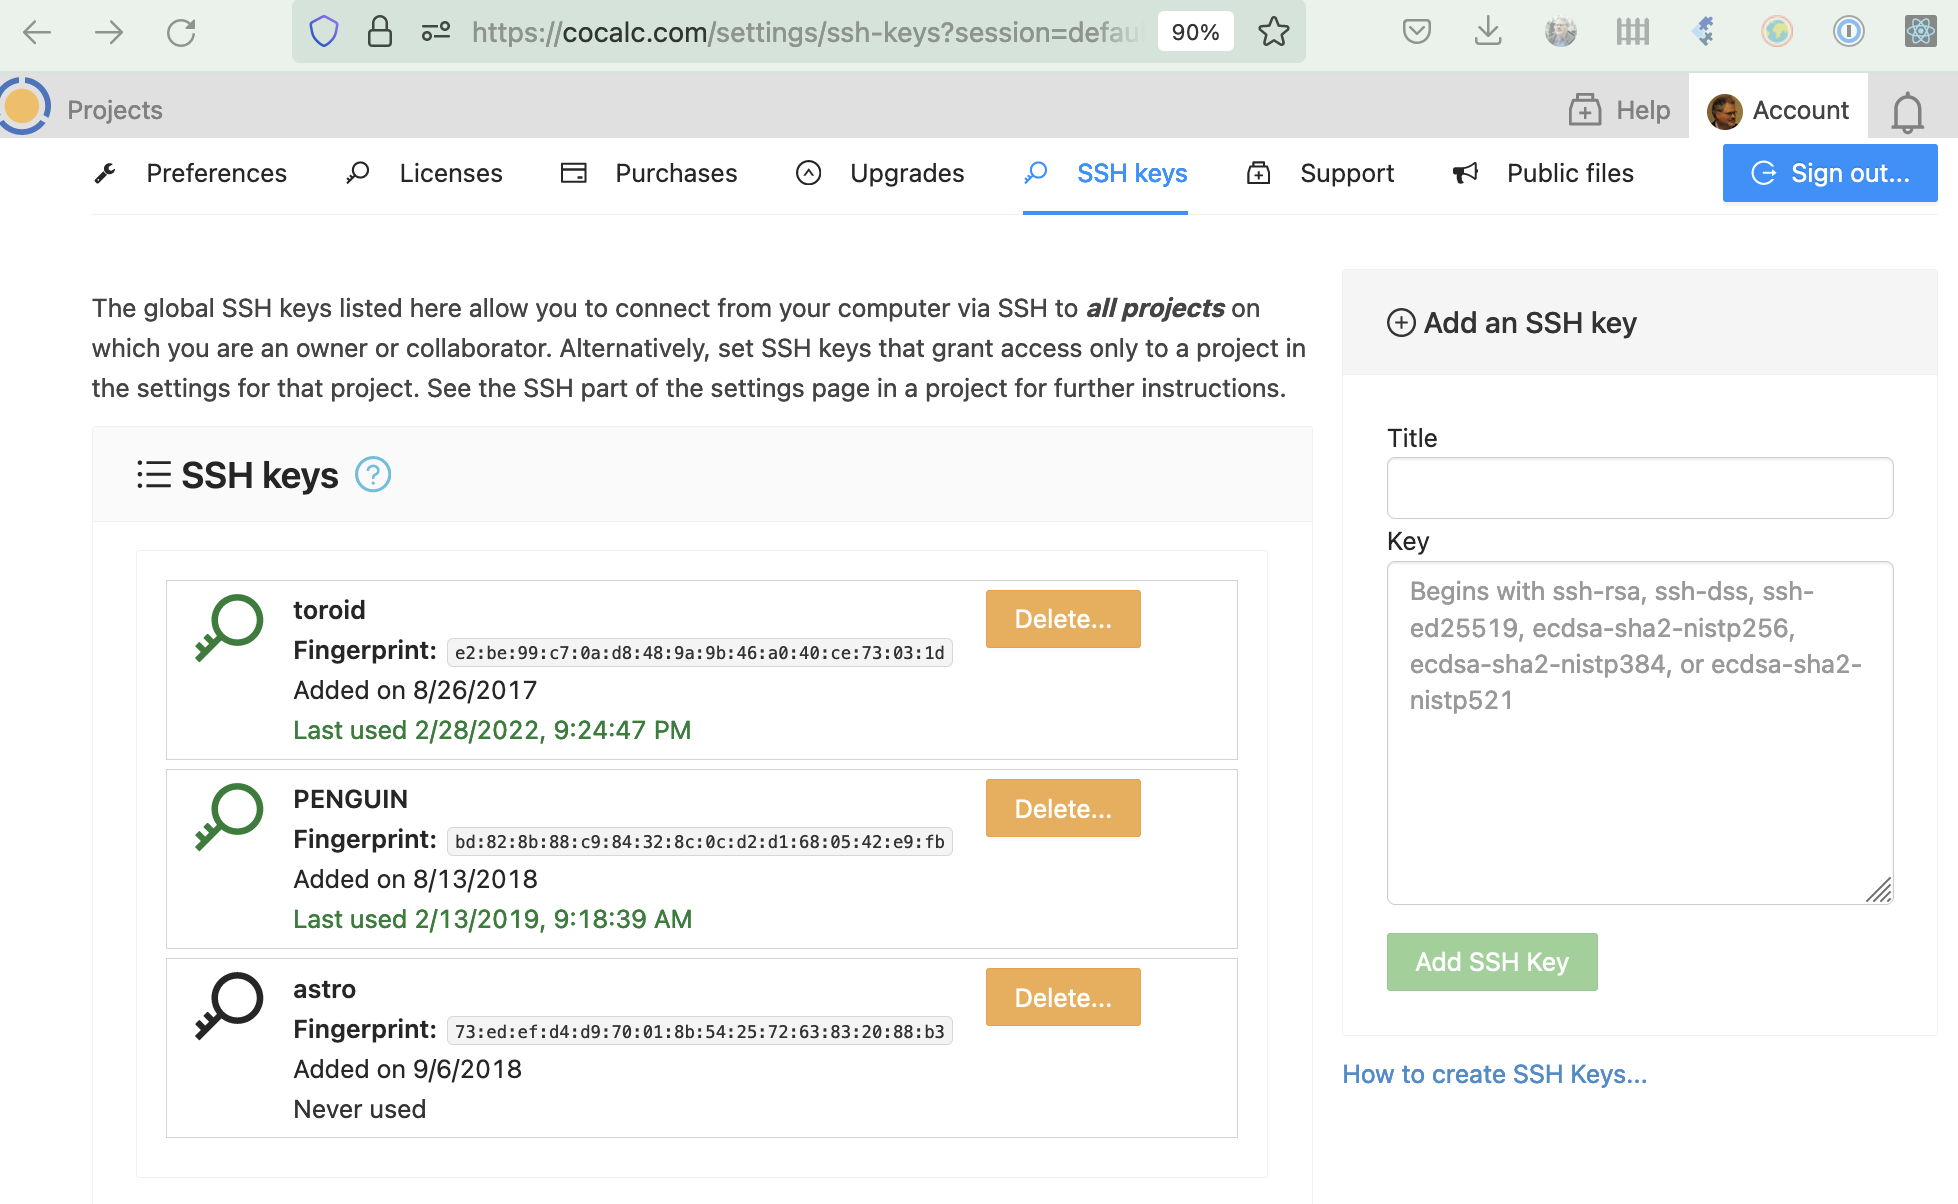 https://cocalc.com/settings/ssh-keys?session=defau
90%
Projects
Help
Account
Preferences
Licenses
Purchases
Upgrades
SSH keys
Support
Public files
Sign out...
The global SSH keys listed here allow you to connect from your computer via SSH to all projects on
which you are an owner or collaborator. Alternatively, set SSH keys that grant access only to a project in
the settings for that project. See the SSH part of the settings page in a project for further instructions.
SSH keys ?
toroid
Fingerprint: e2:be:99:c7:0a:d8:48:9a:9b:46:a0:40:ce:73:03:1d
Added on 8/26/2017
Last used 2/28/2022, 9:24:47 PM
Delete...
PENGUIN
Fingerprint: bd:82:8b:88:c9:84:32:8c:0c:d2:d1:68:05:42:e9:fb
Added on 8/13/2018
Last used 2/13/2019, 9:18:39 AM
Delete...
astro
Fingerprint: 73:ed:ef:d4:d9:70:01:8b:54:25:72:63:83:20:88:b3
Added on 9/6/2018
Never used
Delete...
Add an SSH key
Title
Key
Begins with ssh-rsa, ssh-dss, ssh-
ed25519, ecdsa-sha2-nistp256,
ecdsa-sha2-nistp384, or ecdsa-sha2-
nistp521
Add SSH Key
How to create SSH Keys...